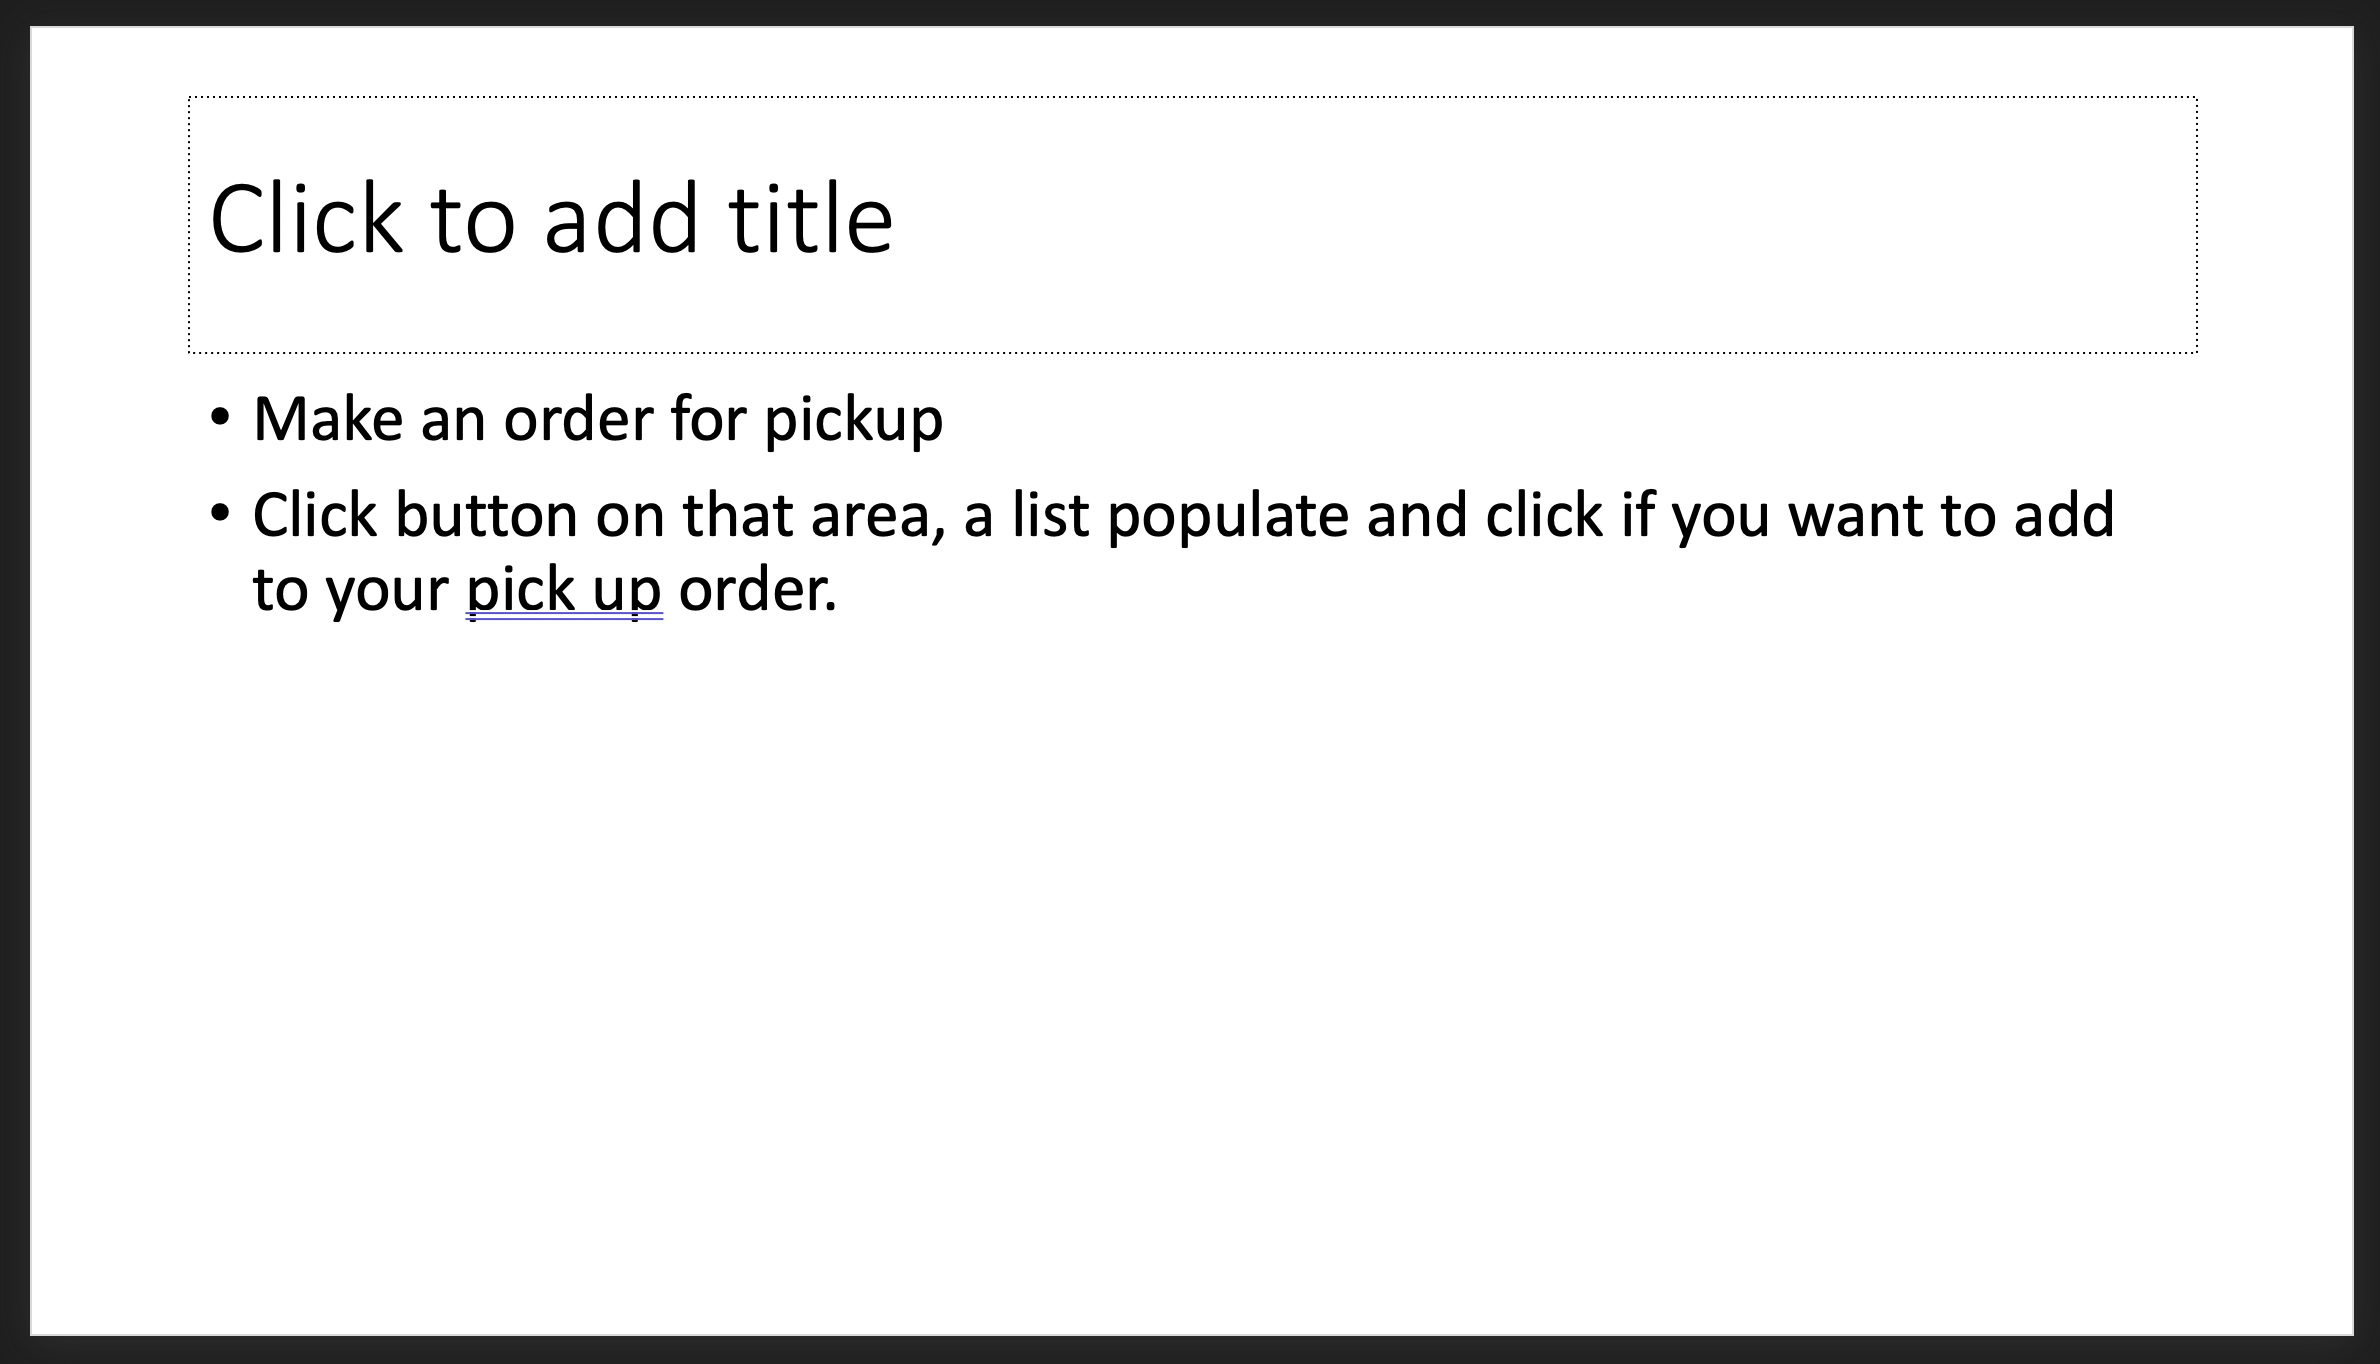 Click to add title
• Make an order for pickup
• Click button on that area, a list populate and click if you want to add
to your pick up order.